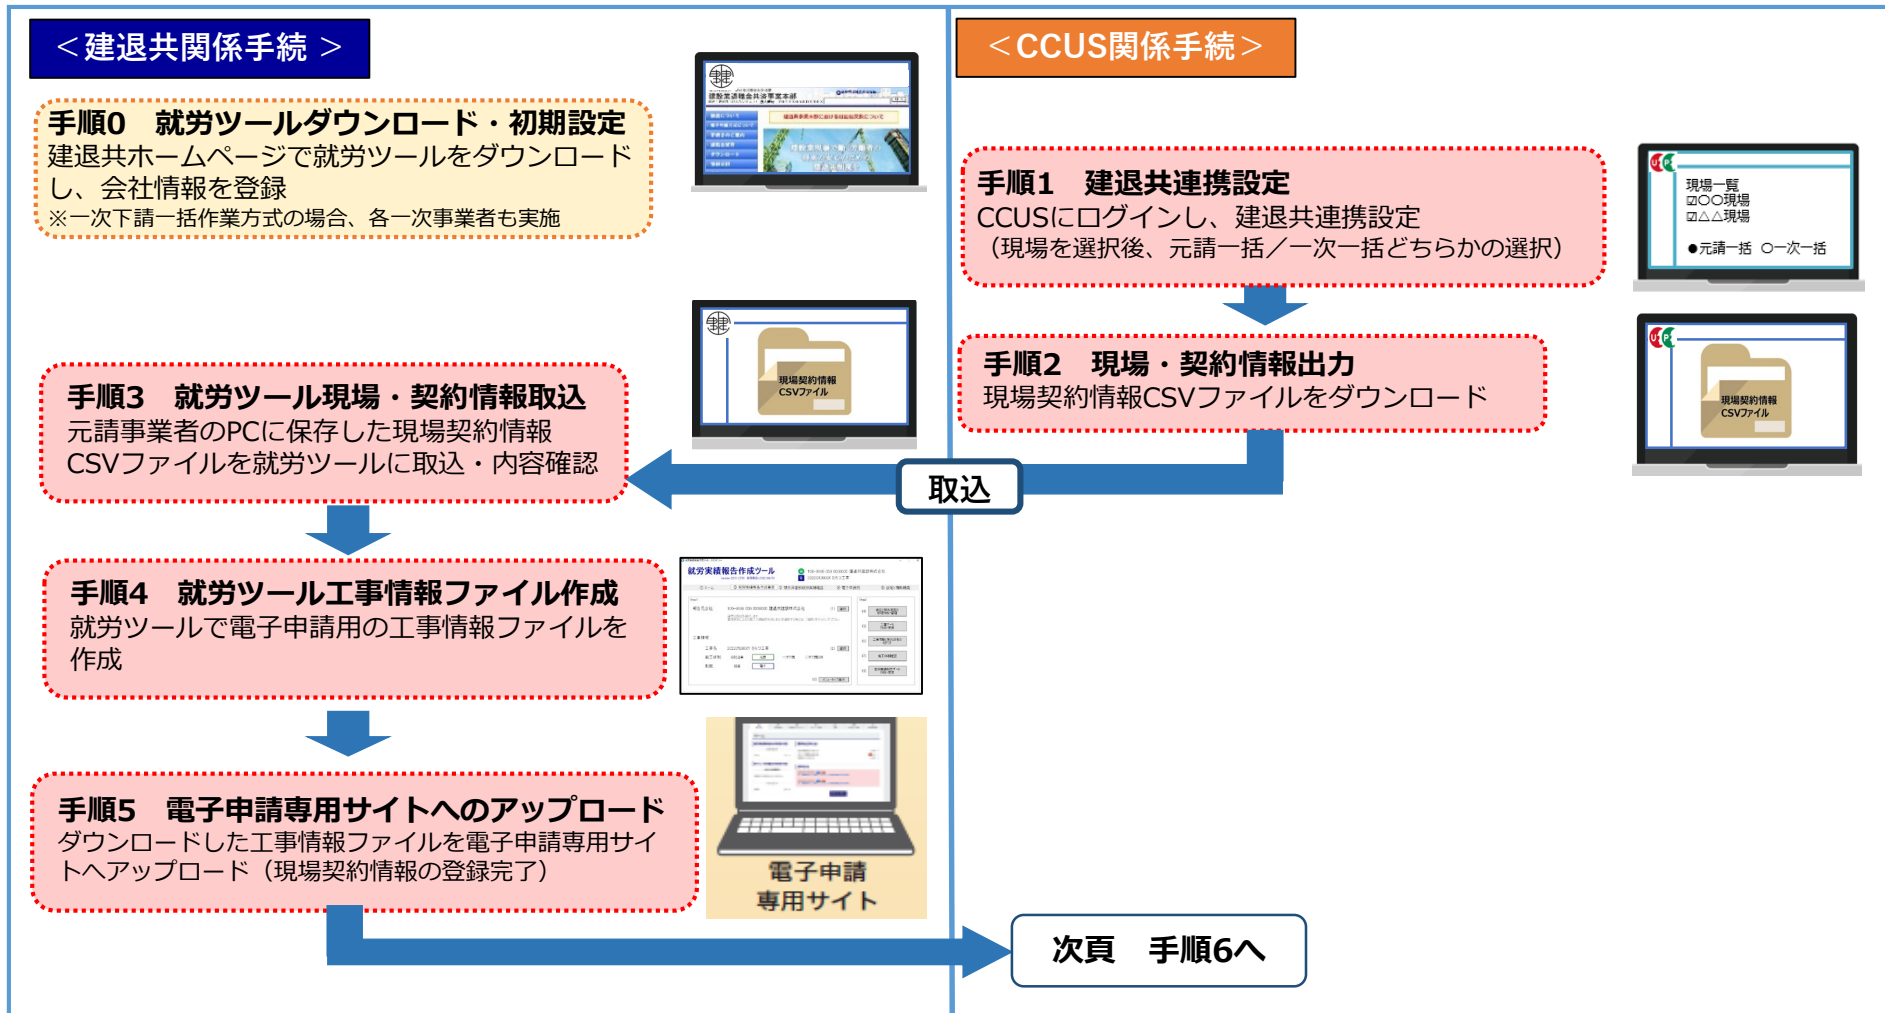 ＜建退共関係手続 ＞
手順0　就労ツールダウンロード・初期設定
建退共ホームページで就労ツールをダウンロード
し、会社情報を登録
※一次下請一括作業方式の場合、各一次事業者も実施
建設業退職金共済事業本部
＜CCUS関係手続＞
手順1　建退共連携設定
CCUSにログインし、建退共連携設定
（現場を選択後、元請一括／一次一括どちらかの選択）
現場一覧
☑〇〇現場
☑△△現場
●元請一括 〇一次一括
手順2　現場・契約情報出力
現場契約情報CSVファイルをダウンロード
現場契約情報
CSVファイル
取込
手順3　就労ツール現場・契約情報取込
元請事業者のPCに保存した現場契約情報
CSVファイルを就労ツールに取込・内容確認
現場契約情報
CSVファイル
手順4　就労ツール工事情報ファイル作成
就労ツールで電子申請用の工事情報ファイルを
作成
就労実績報告作成ツール
手順5　電子申請専用サイトへのアップロード
ダウンロードした工事情報ファイルを電子申請専用サイ
トへアップロード（現場契約情報の登録完了）
電子申請
専用サイト
次頁　手順6へ